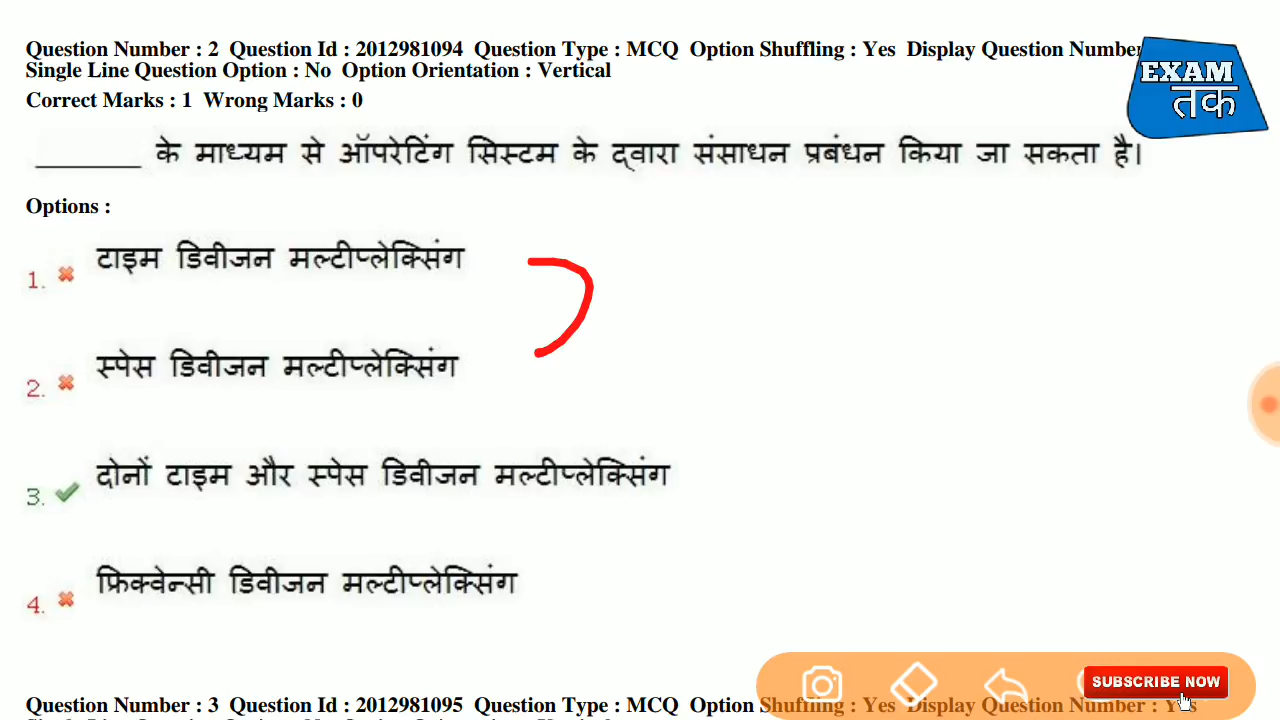 Question Number : 2 Question Id : 2012981094 Question Type : MCQ Option Shuffling : Yes Display Question Number
Single Line Question Option : No Option Orientation : Vertical
Correct Marks : 1 Wrong Marks : 0
EXAM
तक
________ के माध्यम से ऑपरेटिंग सिस्टम के द्वारा संसाधन प्रबंधन किया जा सकता है।
Options :
1. टाइम डिवीजन मल्टीप्लेक्सिंग
2. स्पेस डिवीजन मल्टीप्लेक्सिंग
3. दोनों टाइम और स्पेस डिवीजन मल्टीप्लेक्सिंग
4. फ्रिक्वेन्सी डिवीजन मल्टीप्लेक्सिंग
SUBSCRIBE NOW
Question Number : 3 Question Id : 2012981095 Question Type : MCQ Option Shuffling : Yes Display Question Number : Yes